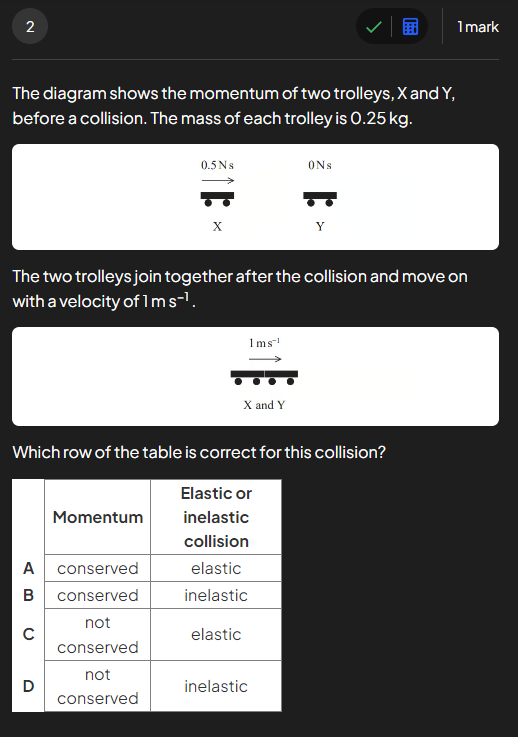 2
1 mark
The diagram shows the momentum of two trolleys, X and Y,
before a collision. The mass of each trolley is 0.25 kg.
0.5 N s
0 N s
X
Y
The two trolleys join together after the collision and move on
with a velocity of 1 m s⁻¹.
1 m s⁻¹
X and Y
Which row of the table is correct for this collision?
Momentum
Elastic or
inelastic
collision
A conserved elastic
B conserved inelastic
C not
conserved elastic
D not
conserved inelastic